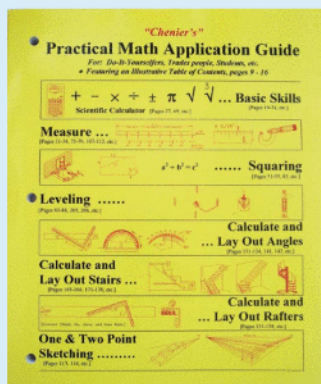 "Chenier's"
Practical Math Application Guide
For: Do-It-Yourselfers, Trades people, Students, etc.
• Featuring an Illustrative Table of Contents, pages 9 - 16
+ - × ÷ ± π √ ∛ ... Basic Skills
Scientific Calculator
Measure ...
a² + b² = c² ...... Squaring
Leveling ......
Calculate and
... Lay Out Angles
Calculate and
Lay Out Stairs ...
Calculate and
... Lay Out Rafters
One & Two Point
Sketching .........